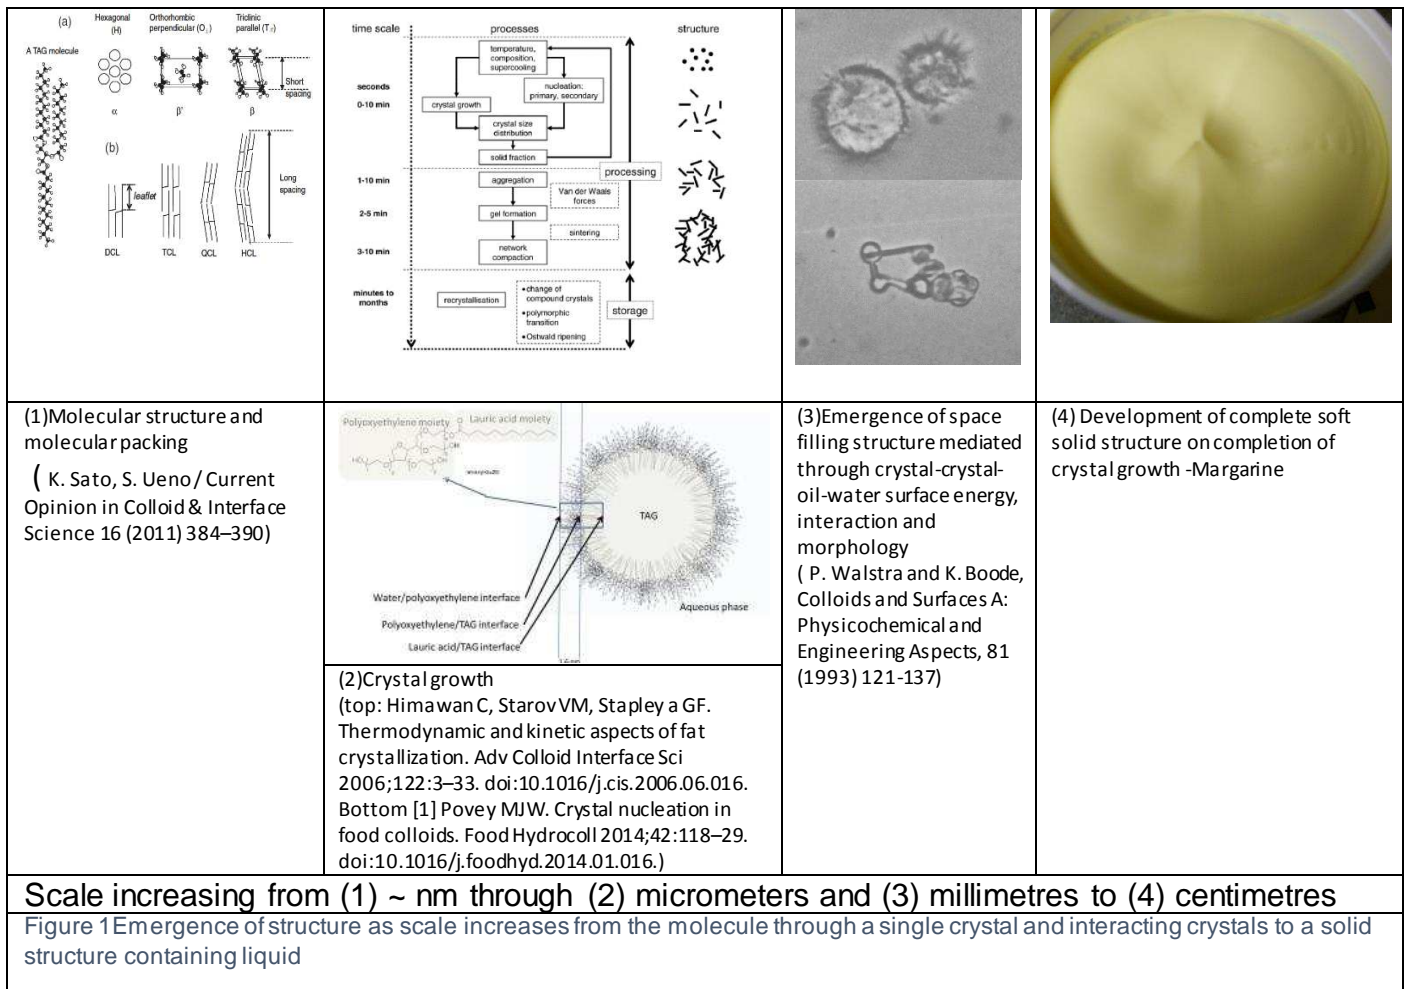 (a)
Hexagonal
(H)
Orthorhombic
perpendicular (O⊥)
Triclinic
parallel (T//)
A TAG molecule
Short
spacing
α
β'
β
(b)
leaflet
Long
spacing
DCL
TCL
QCL
HCL
time scale
processes
structure
temperature,
composition,
supercooling
seconds
0-10 min
nucleation:
primary, secondary
crystal growth
crystal size
distribution
solid fraction
processing
1-10 min
aggregation
Van der Waals
forces
2-5 min
gel formation
sintering
3-10 min
network
compaction
minutes to
months
recrystallisation
•change of
compound crystals
•polymorphic
transition
•Ostwald ripening
storage
(1)Molecular structure and
molecular packing
( K. Sato, S. Ueno / Current
Opinion in Colloid & Interface
Science 16 (2011) 384–390)
Polyoxyethylene moiety
Lauric acid moiety
TAG
Water/polyoxyethylene interface
Aqueous phase
Polyoxyethylene/TAG interface
Lauric acid/TAG interface
(2)Crystal growth
(top: Himawan C, Starov VM, Stapley a GF.
Thermodynamic and kinetic aspects of fat
crystallization. Adv Colloid Interface Sci
2006;122:3–33. doi:10.1016/j.cis.2006.06.016.
Bottom [1] Povey MJW. Crystal nucleation in
food colloids. Food Hydrocoll 2014;42:118–29.
doi:10.1016/j.foodhyd.2014.01.016.)
(3)Emergence of space
filling structure mediated
through crystal-crystal-
oil-water surface energy,
interaction and
morphology
( P. Walstra and K. Boode,
Colloids and Surfaces A:
Physicochemical and
Engineering Aspects, 81
(1993) 121-137)
(4) Development of complete soft
solid structure on completion of
crystal growth -Margarine
Scale increasing from (1) ~ nm through (2) micrometers and (3) millimetres to (4) centimetres
Figure 1Emergence of structure as scale increases from the molecule through a single crystal and interacting crystals to a solid
structure containing liquid